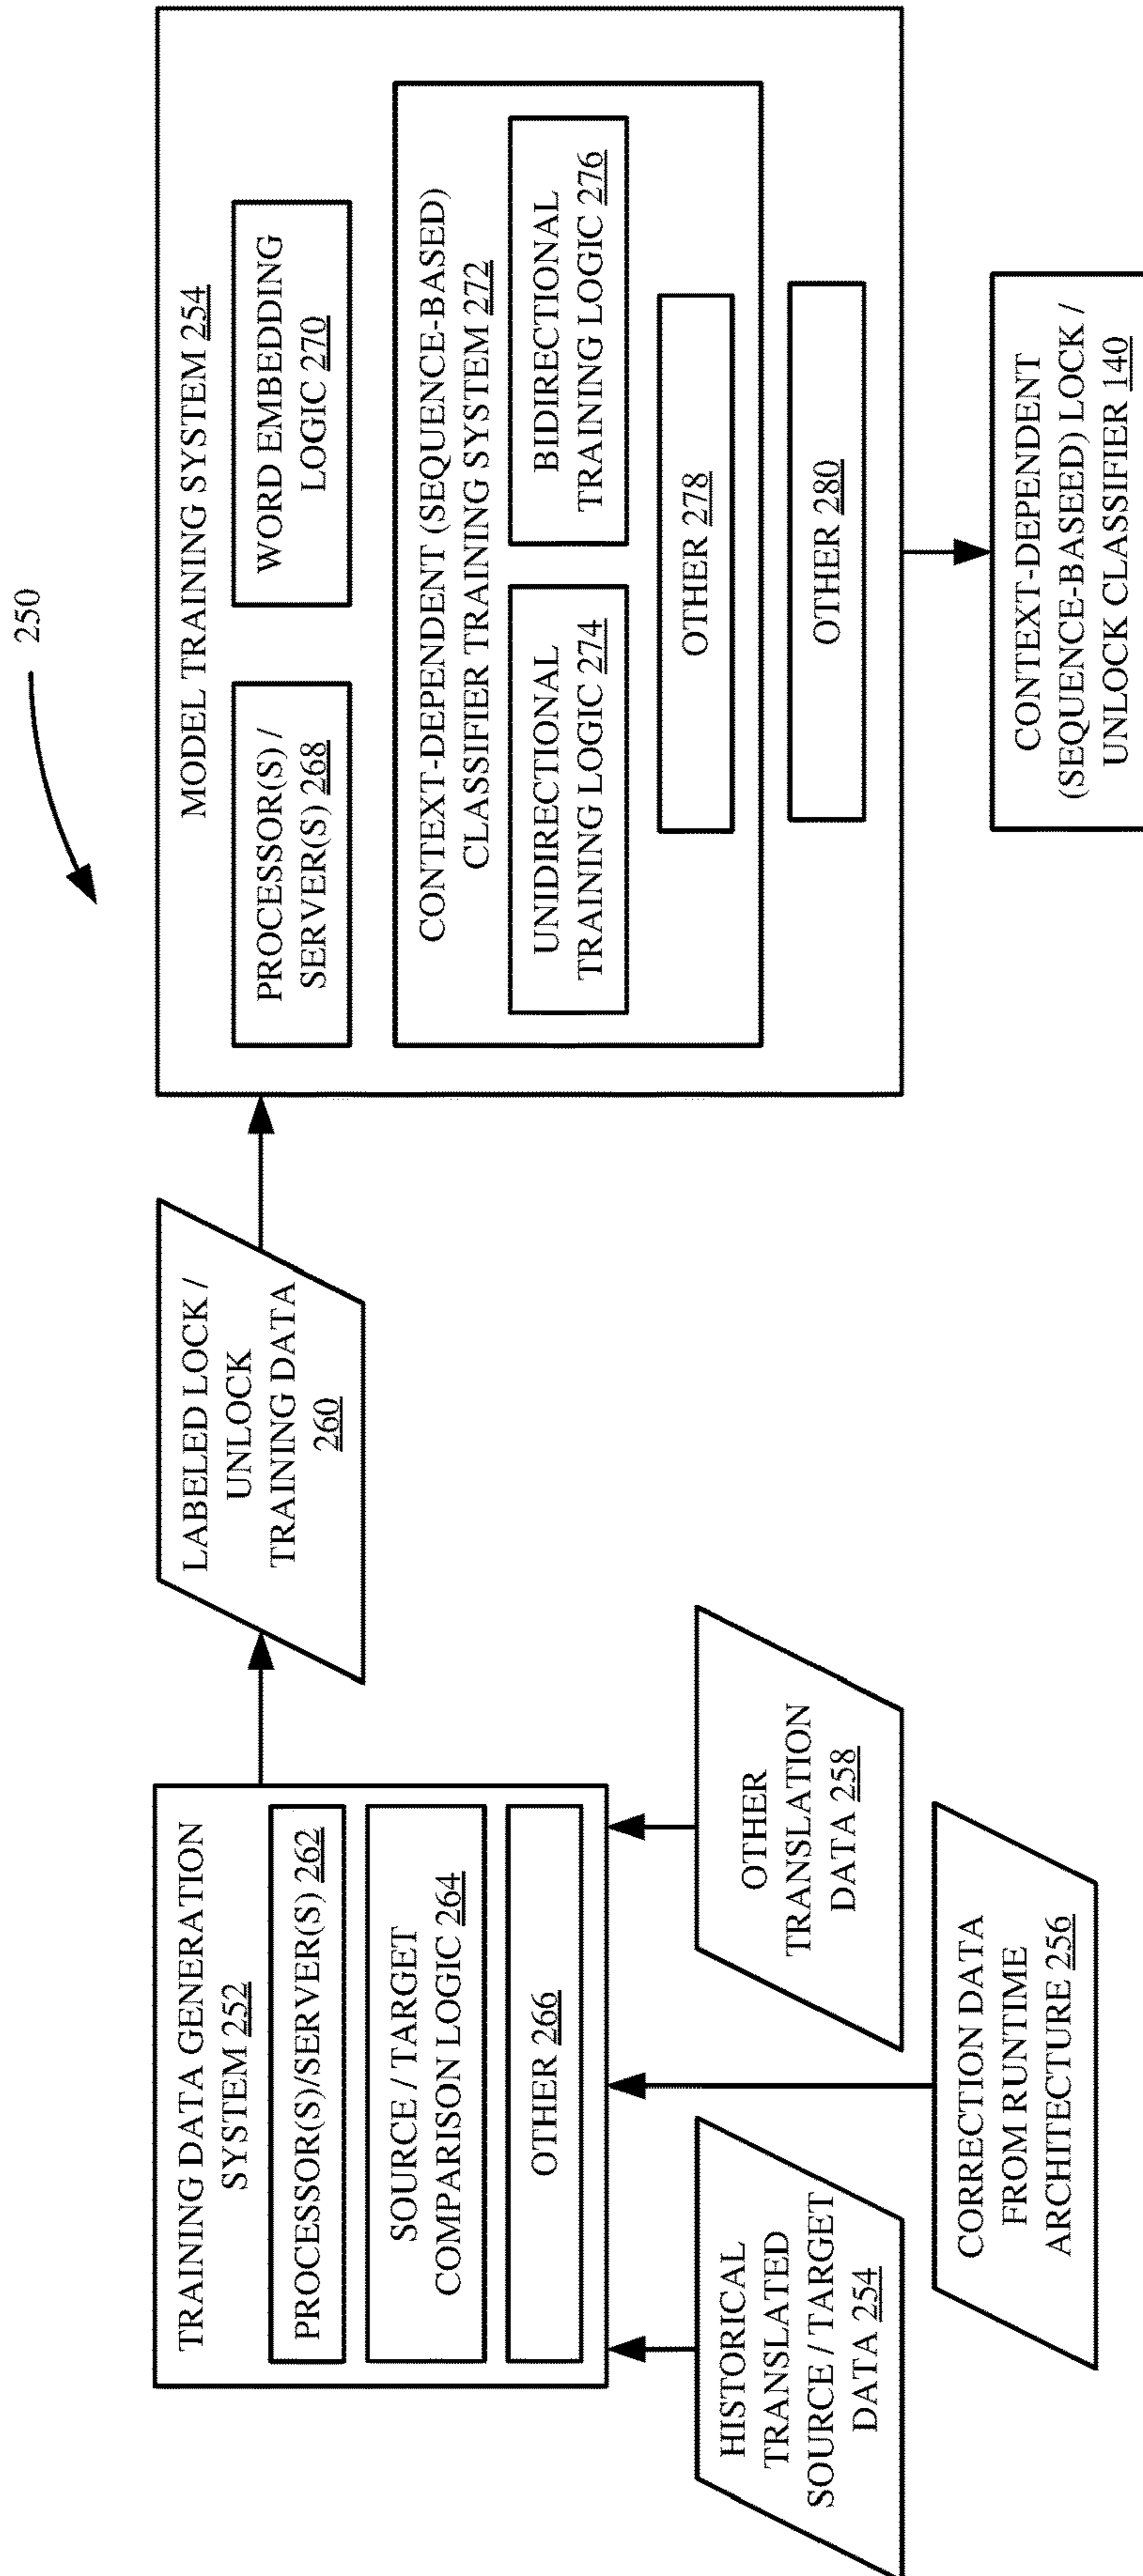 250
TRAINING DATA GENERATION
SYSTEM 252
PROCESSOR(S)/SERVER(S) 262
SOURCE / TARGET
COMPARISON LOGIC 264
OTHER 266
HISTORICAL
TRANSLATED
SOURCE / TARGET
DATA 254
CORRECTION DATA
FROM RUNTIME
ARCHITECTURE 256
OTHER
TRANSLATION
DATA 258
LABELED LOCK /
UNLOCK
TRAINING DATA
260
MODEL TRAINING SYSTEM 254
PROCESSOR(S) /
SERVER(S) 268
WORD EMBEDDING
LOGIC 270
CONTEXT-DEPENDENT (SEQUENCE-BASED)
CLASSIFIER TRAINING SYSTEM 272
UNIDIRECTIONAL
TRAINING LOGIC 274
BIDIRECTIONAL
TRAINING LOGIC 276
OTHER 278
OTHER 280
CONTEXT-DEPENDENT
(SEQUENCE-BASEED) LOCK /
UNLOCK CLASSIFIER 140